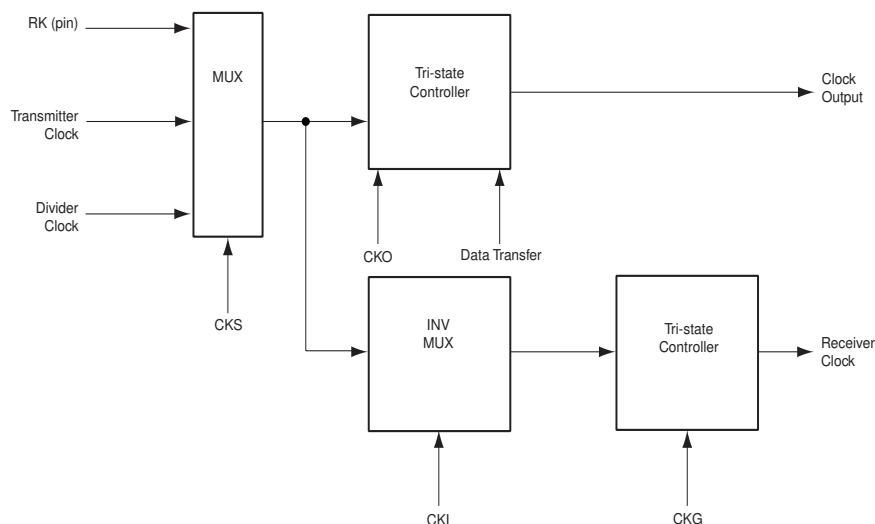 RK (pin)
MUX
Tri-state
Controller
Clock
Output
Transmitter
Clock
Divider
Clock
CKO
Data Transfer
CKS
INV
MUX
Tri-state
Controller
Receiver
Clock
CKI
CKG